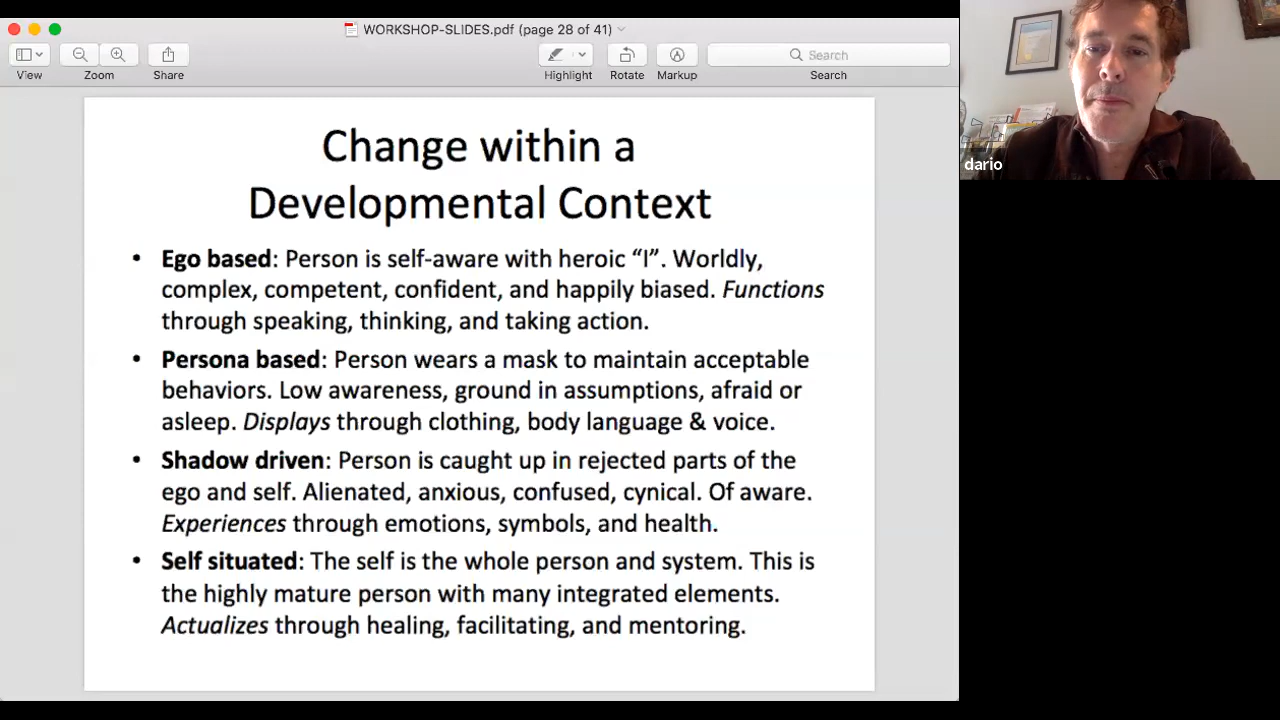 WORKSHOP-SLIDES.pdf (page 28 of 41)
View
Zoom
Share
Highlight
Rotate
Markup
Search
Search
dario
Change within a
Developmental Context
• Ego based: Person is self-aware with heroic “I”. Worldly,
complex, competent, confident, and happily biased. Functions
through speaking, thinking, and taking action.
• Persona based: Person wears a mask to maintain acceptable
behaviors. Low awareness, ground in assumptions, afraid or
asleep. Displays through clothing, body language & voice.
• Shadow driven: Person is caught up in rejected parts of the
ego and self. Alienated, anxious, confused, cynical. Of aware.
Experiences through emotions, symbols, and health.
• Self situated: The self is the whole person and system. This is
the highly mature person with many integrated elements.
Actualizes through healing, facilitating, and mentoring.